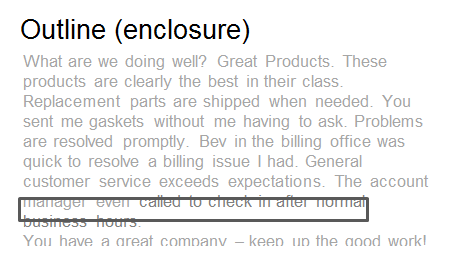 Outline (enclosure)
What are we doing well? Great Products. These
products are clearly the best in their class.
Replacement parts are shipped when needed. You
sent me gaskets without me having to ask. Problems
are resolved promptly. Bev in the billing office was
quick to resolve a billing issue I had. General
customer service exceeds expectations. The account
manager even called to check in after normal
business hours.
You have a great company – keep up the good work!